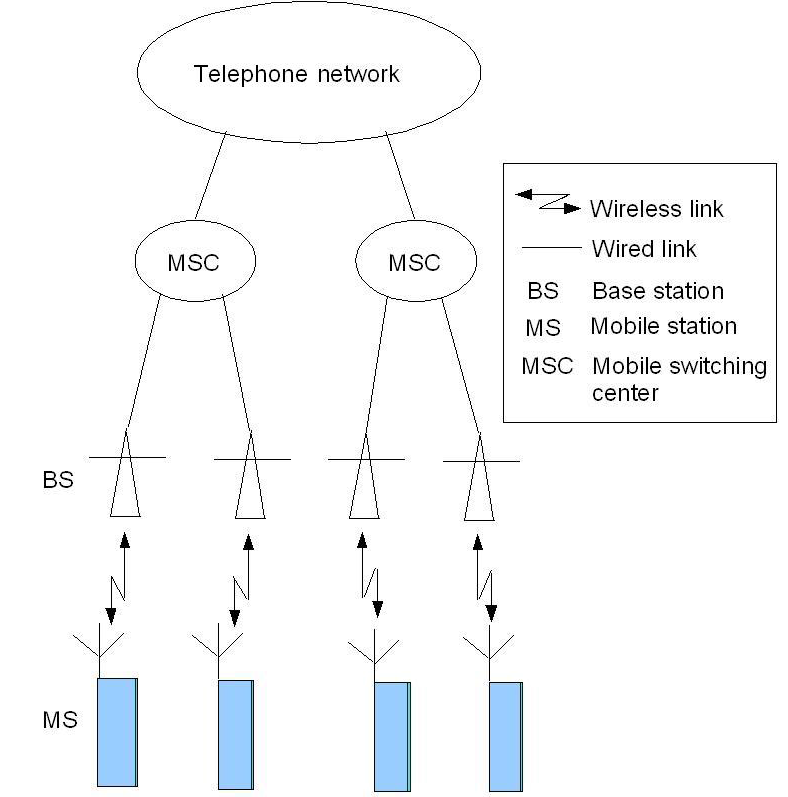 Telephone network
MSC
MSC
Wireless link
Wired link
BS Base station
MS Mobile station
MSC Mobile switching
center
BS
MS